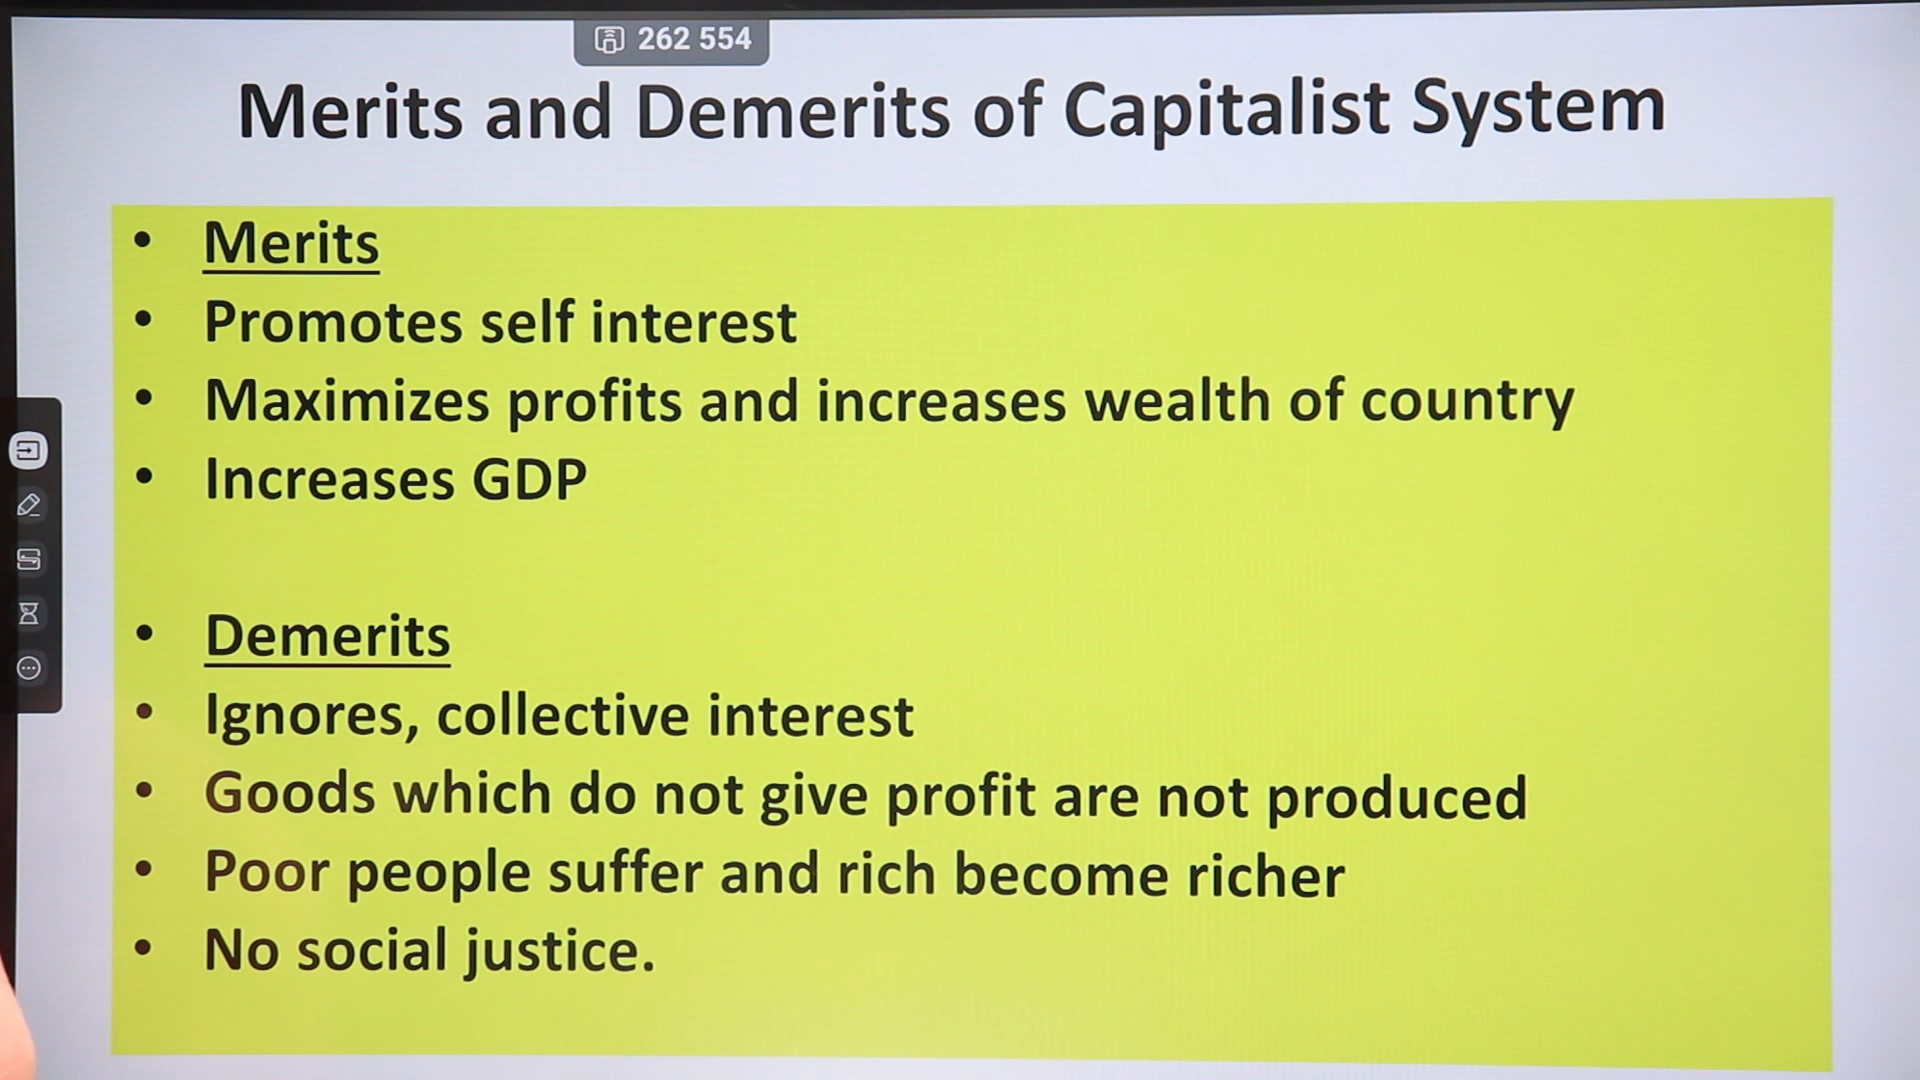 262 554
Merits and Demerits of Capitalist System
• Merits
• Promotes self interest
• Maximizes profits and increases wealth of country
• Increases GDP
• Demerits
• Ignores, collective interest
• Goods which do not give profit are not produced
• Poor people suffer and rich become richer
• No social justice.